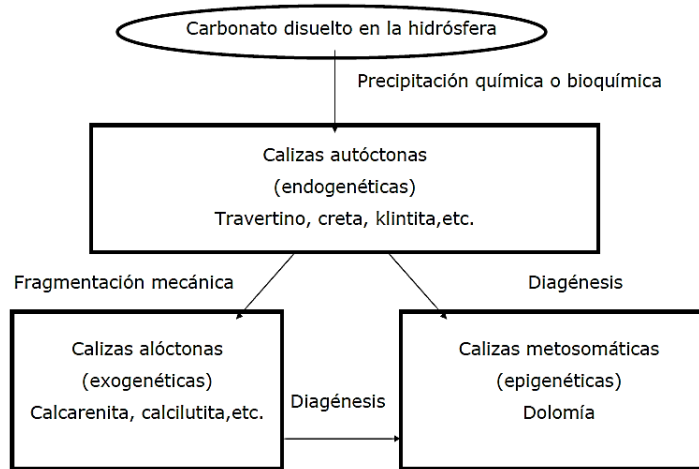 Carbonato disuelto en la hidrósfera
Precipitación química o bioquímica
Calizas autóctonas
(endogenéticas)
Travertino, creta, klintita,etc.
Fragmentación mecánica
Diagénesis
Calizas alóctonas
(exogenéticas)
Calcarenita, calcilutita,etc.
Diagénesis
Calizas metosomáticas
(epigenéticas)
Dolomía